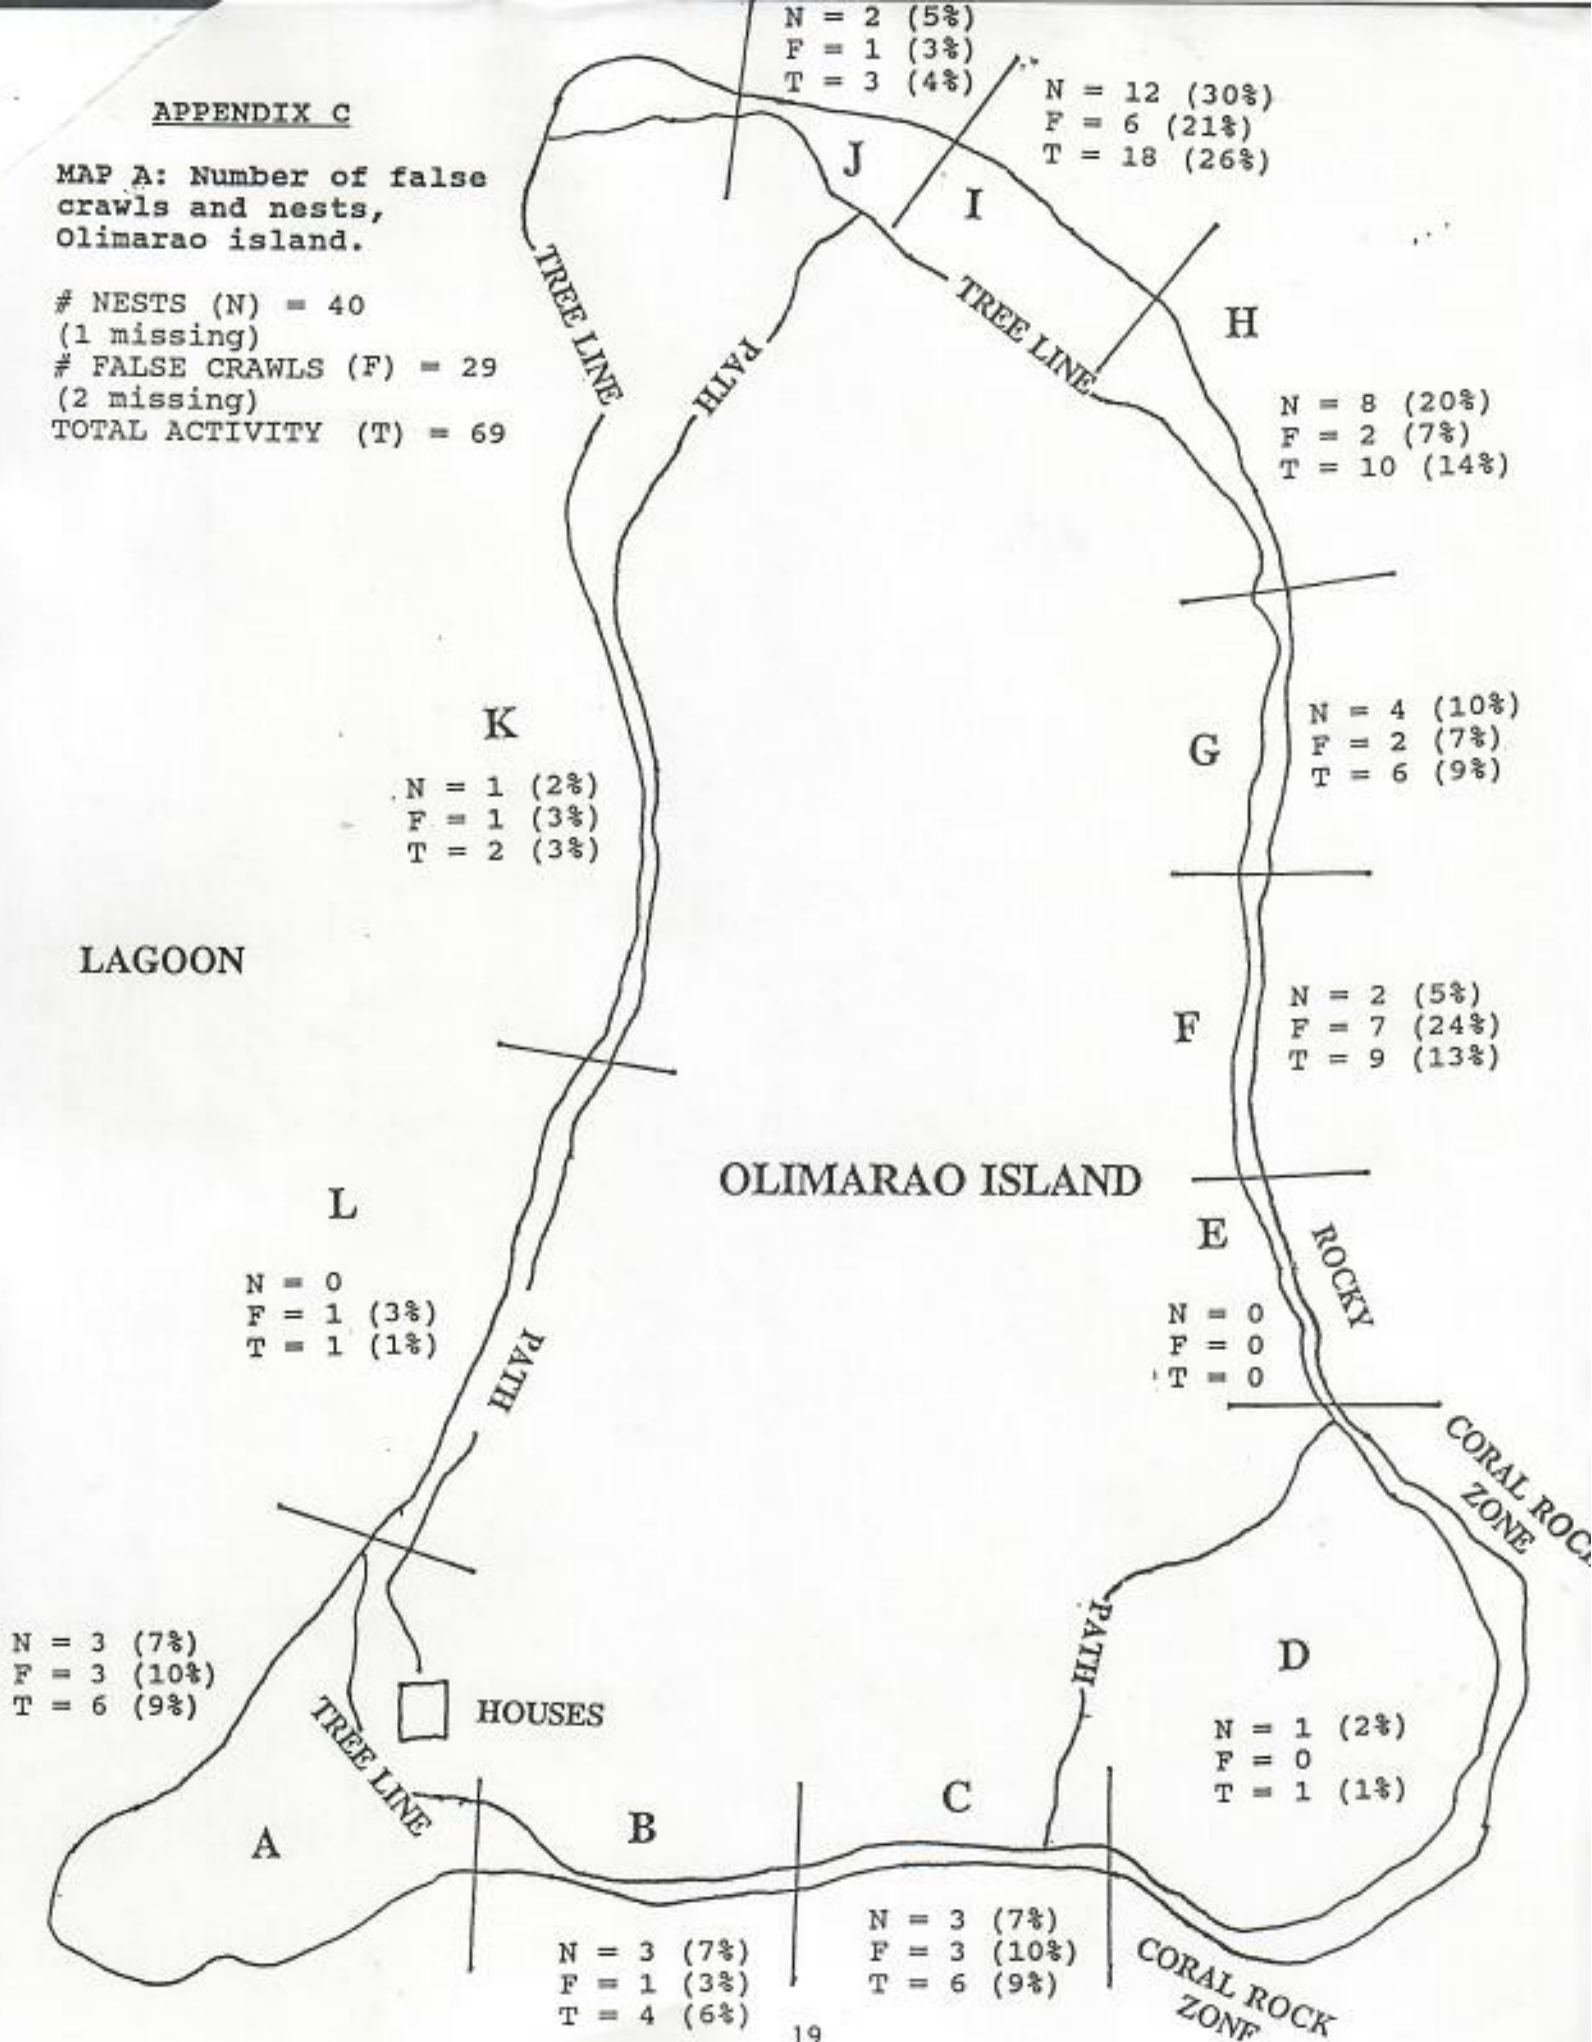 APPENDIX C
MAP A: Number of false
crawls and nests,
Olimarao island.
# NESTS (N) = 40
(1 missing)
# FALSE CRAWLS (F) = 29
(2 missing)
TOTAL ACTIVITY (T) = 69
N = 2 (5%)
F = 1 (3%)
T = 3 (4%)
J
N = 12 (30%)
F = 6 (21%)
T = 18 (26%)
I
TREE LINE
PATH
TREE LINE
H
N = 8 (20%)
F = 2 (7%)
T = 10 (14%)
K
N = 1 (2%)
F = 1 (3%)
T = 2 (3%)
G
N = 4 (10%)
F = 2 (7%)
T = 6 (9%)
LAGOON
F
N = 2 (5%)
F = 7 (24%)
T = 9 (13%)
OLIMARAO ISLAND
L
N = 0
F = 1 (3%)
T = 1 (1%)
PATH
E
ROCKY
N = 0
F = 0
T = 0
CORAL ROCK
ZONE
N = 3 (7%)
F = 3 (10%)
T = 6 (9%)
TREE LINE
HOUSES
PATH
D
N = 1 (2%)
F = 0
T = 1 (1%)
A
B
C
N = 3 (7%)
F = 1 (3%)
T = 4 (6%)
N = 3 (7%)
F = 3 (10%)
T = 6 (9%)
CORAL ROCK
ZONE
19